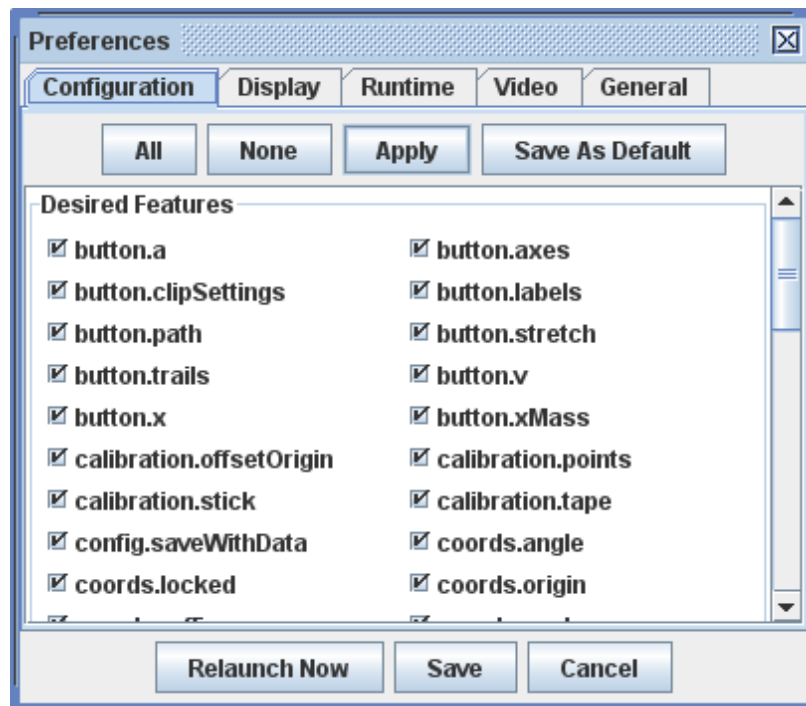 Preferences
Configuration Display Runtime Video General
All None Apply Save As Default
Desired Features
button.a button.axes
button.clipSettings button.labels
button.path button.stretch
button.trails button.v
button.x button.xMass
calibration.offsetOrigin calibration.points
calibration.stick calibration.tape
config.saveWithData coords.angle
coords.locked coords.origin
Relaunch Now Save Cancel